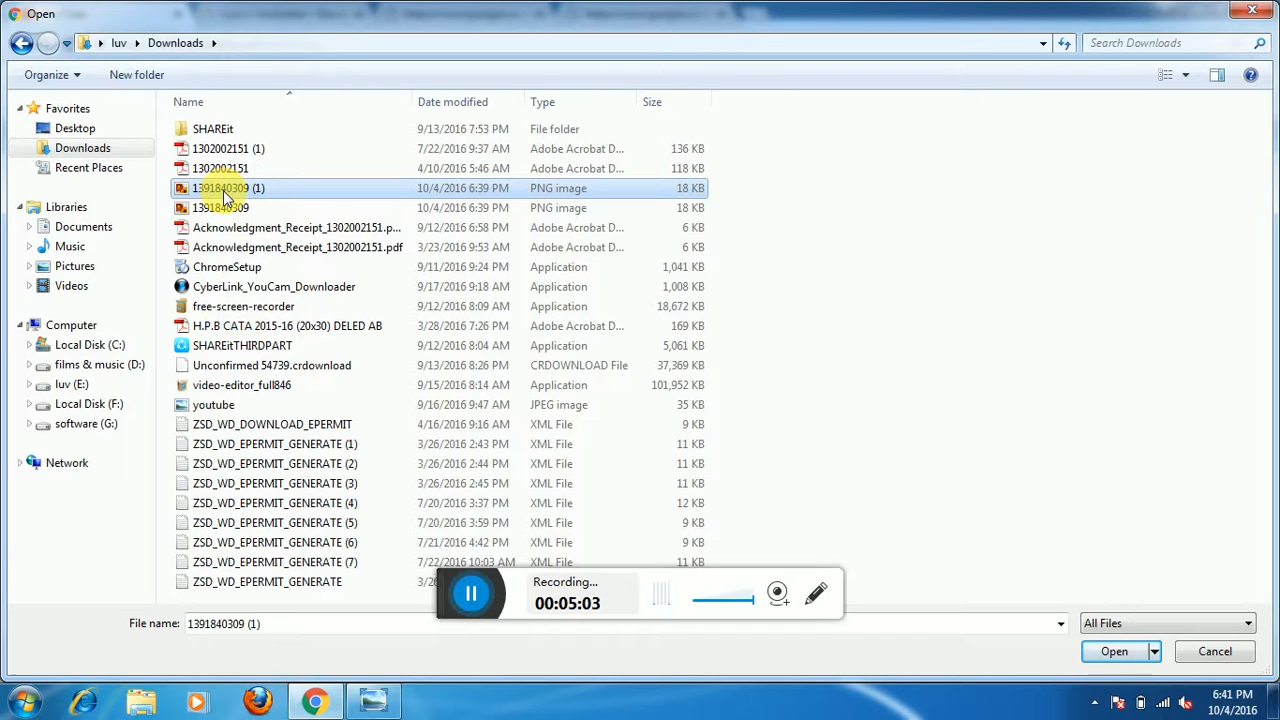 Open
luv Downloads Search Downloads
Organize New folder
Name Date modified Type Size
Favorites
Desktop
Downloads
Recent Places
Libraries
Documents
Music
Pictures
Videos
Computer
Local Disk (C:)
films & music (D:)
luv (E:)
Local Disk (F:)
software (G:)
Network
SHAREit 9/13/2016 7:53 PM File folder
1302002151 (1) 7/22/2016 9:37 AM Adobe Acrobat D... 136 KB
1302002151 4/10/2016 5:46 AM Adobe Acrobat D... 118 KB
1391840309 (1) 10/4/2016 6:39 PM PNG image 18 KB
1391840309 10/4/2016 6:39 PM PNG image 18 KB
Acknowledgment_Receipt_1302002151.p... 9/12/2016 6:58 PM Adobe Acrobat D... 6 KB
Acknowledgment_Receipt_1302002151.pdf 3/23/2016 9:53 AM Adobe Acrobat D... 6 KB
ChromeSetup 9/11/2016 9:24 PM Application 1,041 KB
CyberLink_YouCam_Downloader 9/17/2016 9:18 AM Application 1,008 KB
free-screen-recorder 9/12/2016 8:09 AM Application 18,672 KB
H.P.B CATA 2015-16 (20x30) DELED AB 3/28/2016 7:26 PM Adobe Acrobat D... 169 KB
SHAREitTHIRDPART 9/12/2016 8:04 AM Application 5,061 KB
Unconfirmed 54739.crdownload 9/13/2016 8:26 PM CRDOWNLOAD File 37,369 KB
video-editor_full846 9/15/2016 8:14 AM Application 101,952 KB
youtube 9/16/2016 9:47 AM JPEG image 35 KB
ZSD_WD_DOWNLOAD_EPERMIT 4/16/2016 9:16 AM XML File 8 KB
ZSD_WD_EPERMIT_GENERATE (1) 3/26/2016 2:43 PM XML File 11 KB
ZSD_WD_EPERMIT_GENERATE (2) 3/26/2016 2:44 PM XML File 11 KB
ZSD_WD_EPERMIT_GENERATE (3) 3/26/2016 2:45 PM XML File 11 KB
ZSD_WD_EPERMIT_GENERATE (4) 7/20/2016 3:37 PM XML File 12 KB
ZSD_WD_EPERMIT_GENERATE (5) 7/20/2016 3:59 PM XML File 9 KB
ZSD_WD_EPERMIT_GENERATE (6) 7/21/2016 4:42 PM XML File 9 KB
ZSD_WD_EPERMIT_GENERATE (7) 7/22/2016 10:03 AM XML File 11 KB
ZSD_WD_EPERMIT_GENERATE
Recording...
00:05:03
File name: 1391840309 (1) All Files
Open Cancel
6:41 PM
10/4/2016